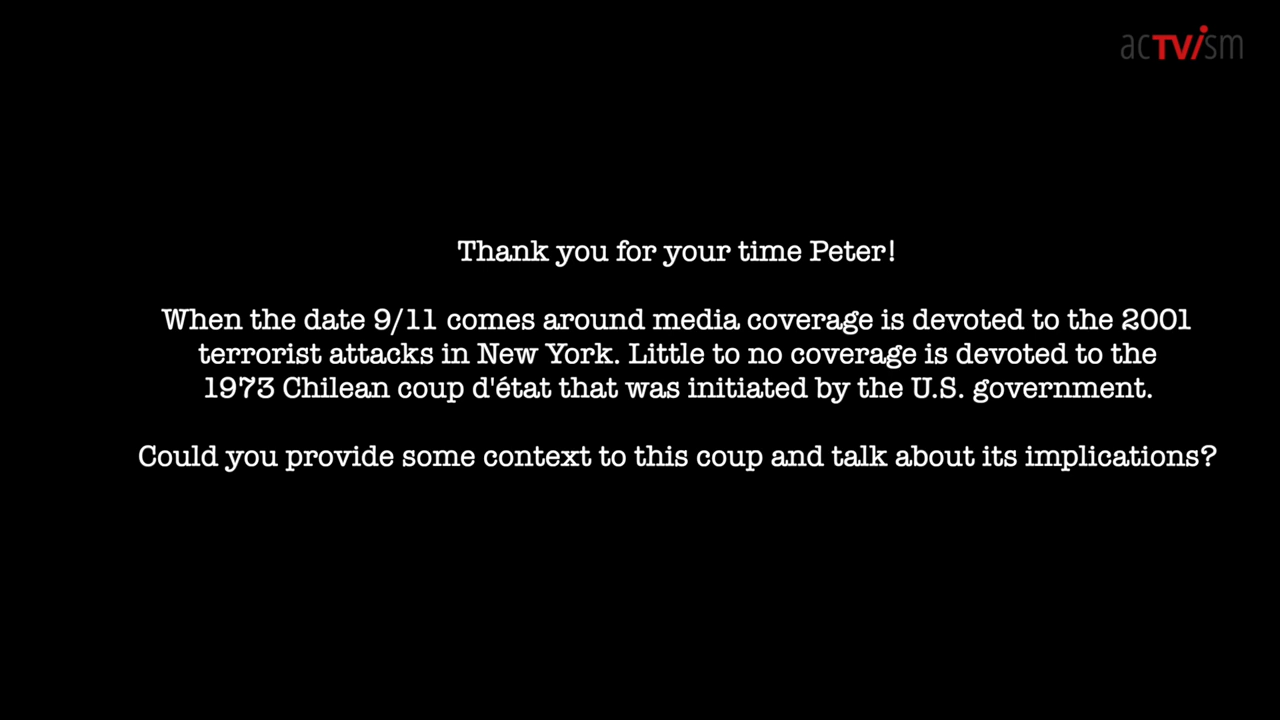 acTVism
Thank you for your time Peter!
When the date 9/11 comes around media coverage is devoted to the 2001
terrorist attacks in New York. Little to no coverage is devoted to the
1973 Chilean coup d'état that was initiated by the U.S. government.
Could you provide some context to this coup and talk about its implications?